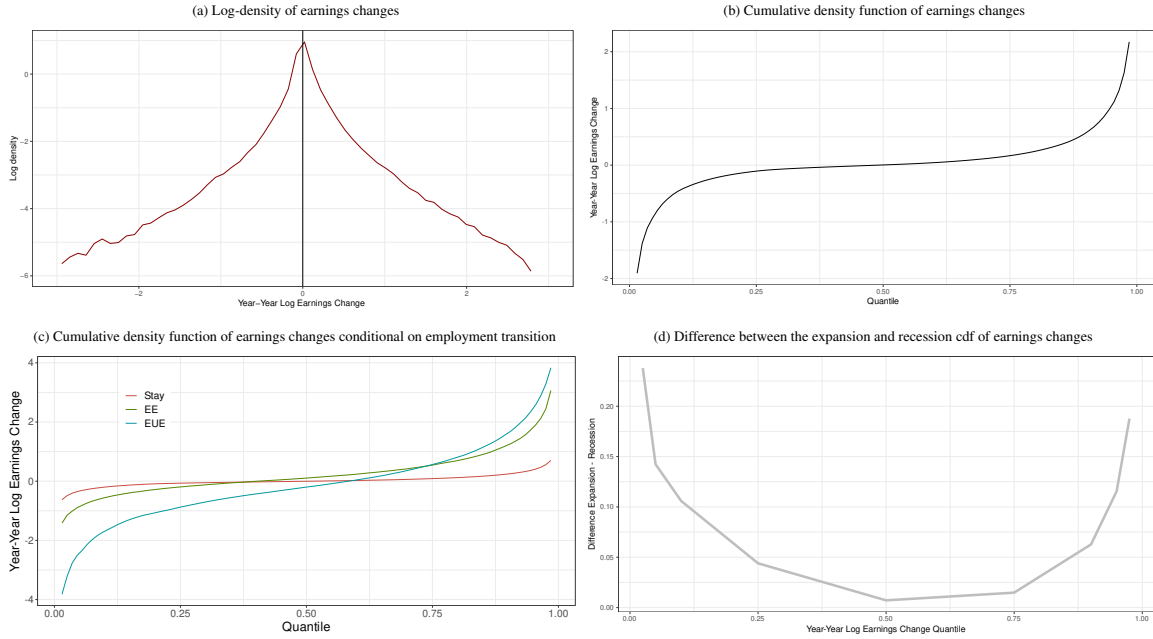 (a) Log-density of earnings changes
0
−2
−4
−6
Log density
−2
0
2
Year−Year Log Earnings Change
(b) Cumulative density function of earnings changes
2
1
0
-1
-2
Year-Year Log Earnings Change
0.00
0.25
0.50
0.75
1.00
Quantile
(c) Cumulative density function of earnings changes conditional on employment transition
4
2
0
-2
-4
Year-Year Log Earnings Change
Stay
EE
EUE
0.00
0.25
0.50
0.75
1.00
Quantile
(d) Difference between the expansion and recession cdf of earnings changes
0.20
0.15
0.10
0.05
0.00
Difference Expansion - Recession
0.00
0.25
0.50
0.75
1.00
Year-Year Log Earnings Change Quantile